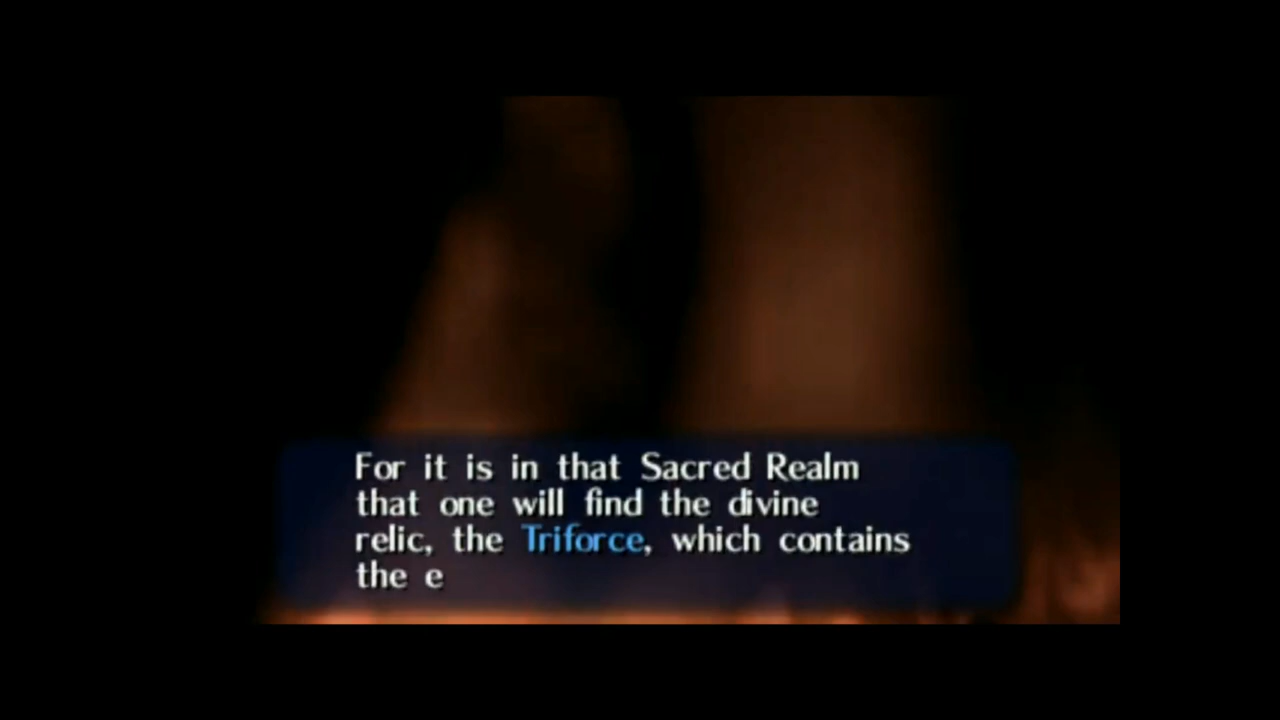 For it is in that Sacred Realm
that one will find the divine
relic, the Triforce, which contains
the e